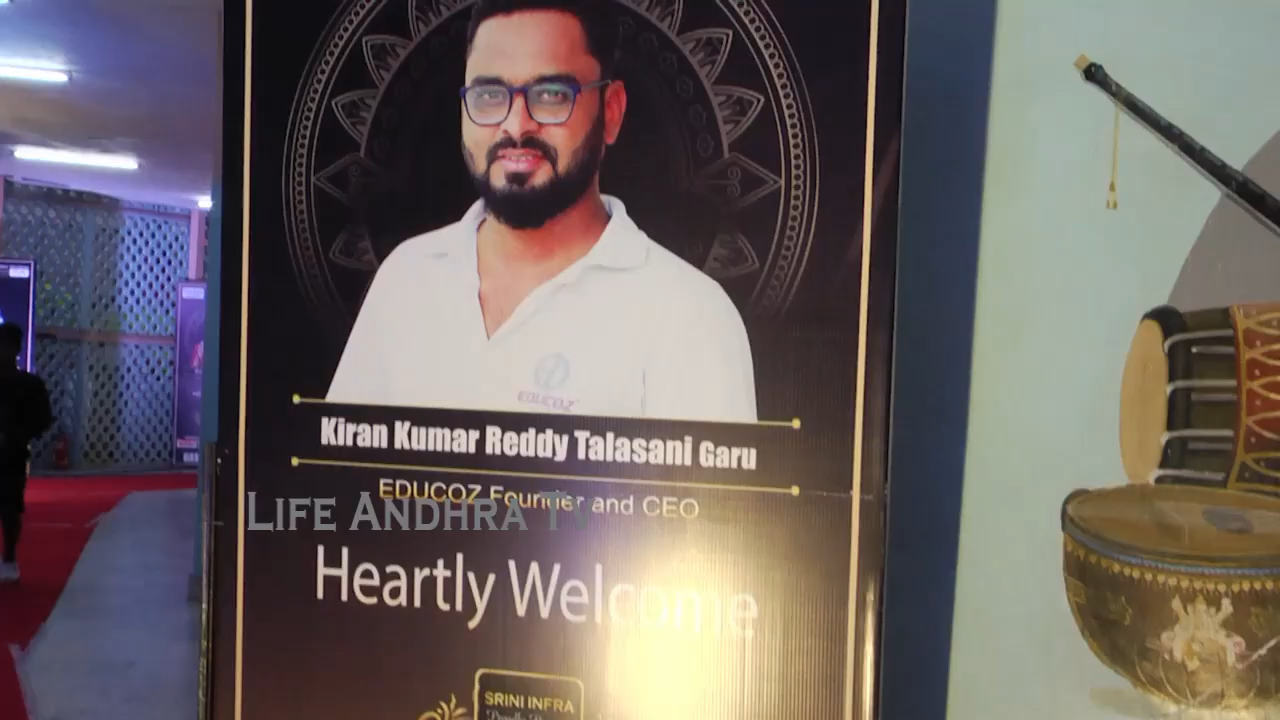 EDUCOZ
Kiran Kumar Reddy Talasani Garu
EDUCOZ Founder and CEO
LIFE ANDHRA TV
Heartly Welcome
SRINI INFRA